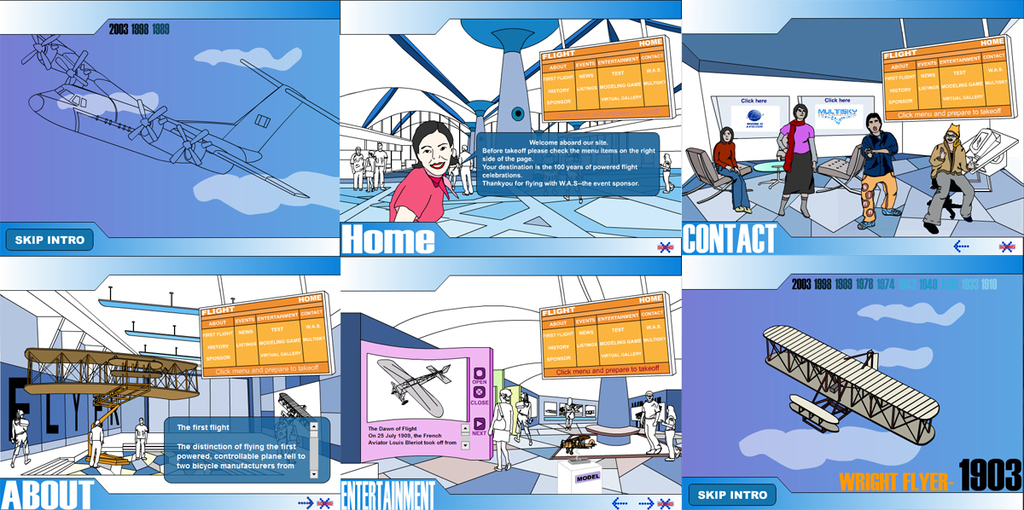 2003 1998 1989
SKIP INTRO
FLIGHT HOME
ABOUT EVENTS ENTERTAINMENT CONTACT
FIRST FLIGHT NEWS TEXT W.A.S.
HISTORY LISTINGS MODELING GAME MULTISKY
SPONSOR VIRTUAL GALLERY
Welcome aboard our site.
Before takeoff please check the menu items on the right
side of the page.
Your destination is the 100 years of powered flight
celebrations.
Thankyou for flying with W.A.S-the event sponsor.
Home
FLIGHT HOME
ABOUT EVENTS ENTERTAINMENT CONTACT
FIRST FLIGHT NEWS TEXT W.A.S.
HISTORY LISTINGS MODELING GAME MULTISKY
SPONSOR VIRTUAL GALLERY
Click menu and prepare to takeoff
Click here
Click here
MULTISKY
CONTACT
FLIGHT HOME
ABOUT EVENTS ENTERTAINMENT CONTACT
FIRST FLIGHT NEWS TEXT W.A.S.
HISTORY LISTINGS MODELING GAME MULTISKY
SPONSOR VIRTUAL GALLERY
Click menu and prepare to takeoff
The first flight
The distinction of flying the first
powered, controllable plane fell to
two bicycle manufacturers from
ABOUT
FLIGHT HOME
ABOUT EVENTS ENTERTAINMENT CONTACT
FIRST FLIGHT NEWS TEXT W.A.S.
HISTORY LISTINGS MODELING GAME MULTISKY
SPONSOR VIRTUAL GALLERY
Click menu and prepare to takeoff
OPEN
CLOSE
NEXT
The Dawn of Flight
On 25 July 1909, the French
Aviator Louis Bleriot took off from
MODEL
ENTERTAINMENT
2003 1998 1989 1978 1974 1933 1910
WRIGHT FLYER- 1903
SKIP INTRO